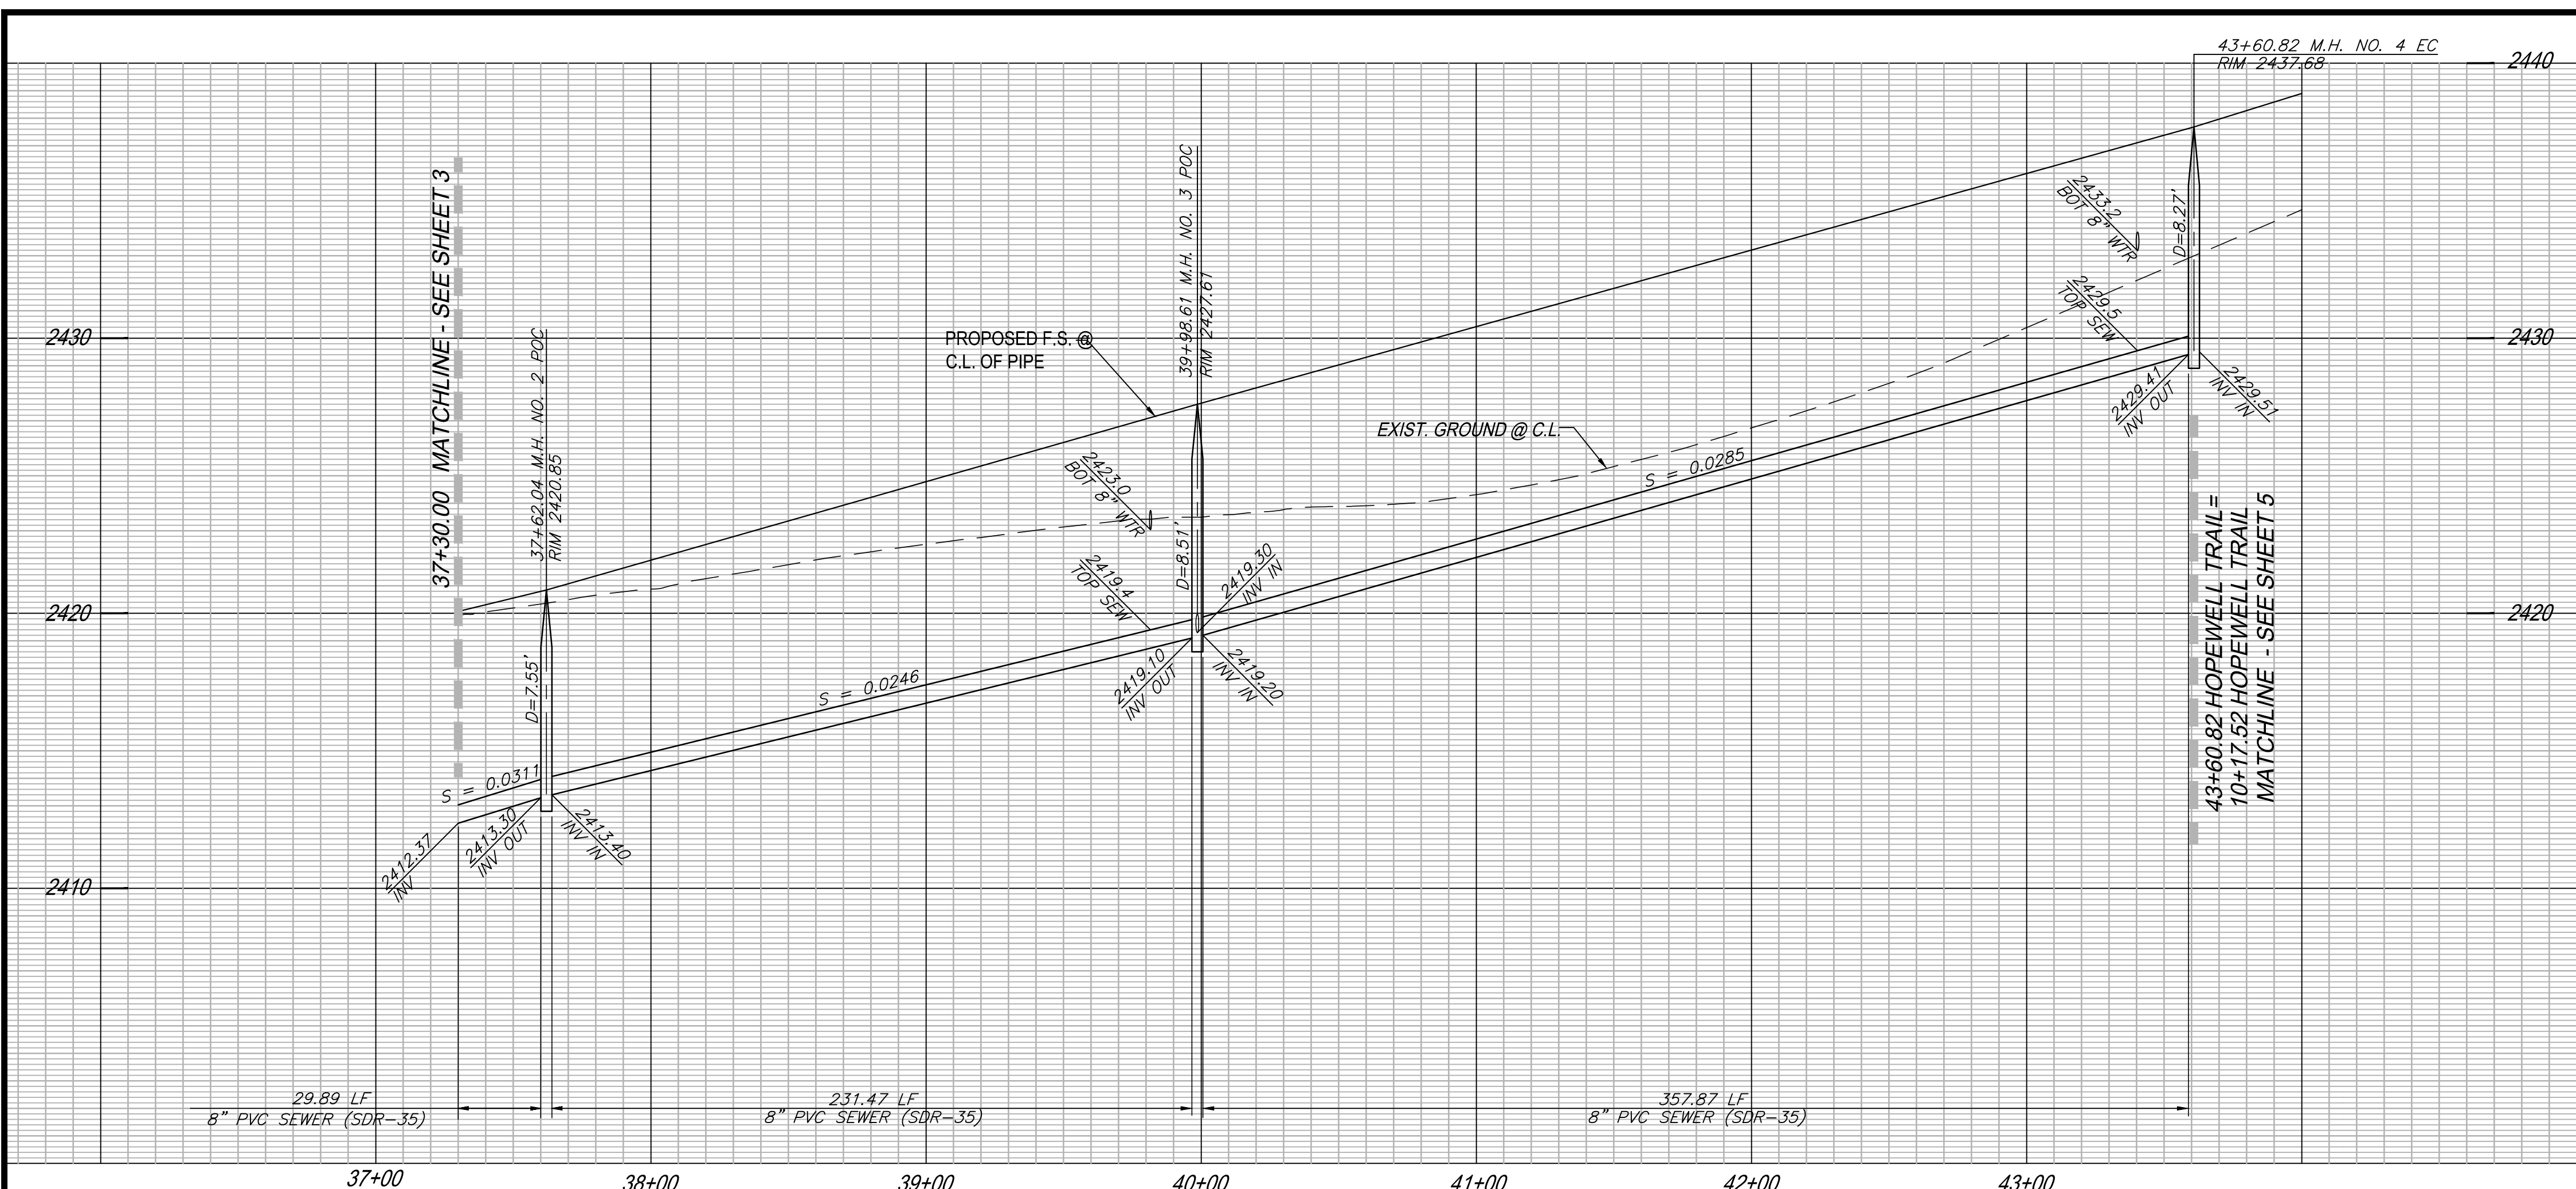 43+60.82 M.H. NO. 4 EC
RIM 2437.68
2440
37+30.00 MATCHLINE - SEE SHEET 3
37+62.04 M.H. NO. 2 POC
RIM 2420.85
39+98.61 M.H. NO. 3 POC
RIM 2427.61
2433.2
BOT 8" WTR
D=8.27'
2430
PROPOSED F.S. @
C.L. OF PIPE
2429.5
TOP SEW
2430
2429.41
INV OUT
2429.51
INV IN
EXIST. GROUND @ C.L.
S = 0.0285
2423.0
BOT 8" WTR
D=8.51'
2419.4
TOP SEW
2419.30
INV IN
2420
2420
43+60.82 HOPEWELL TRAIL=
10+17.52 HOPEWELL TRAIL
MATCHLINE - SEE SHEET 5
D=7.55'
S = 0.0246
2419.10
INV OUT
2419.20
INV IN
S = 0.0311
2412.37
INV
2413.30
INV OUT
2413.40
INV IN
2410
29.89 LF
8" PVC SEWER (SDR-35)
231.47 LF
8" PVC SEWER (SDR-35)
357.87 LF
8" PVC SEWER (SDR-35)
37+00
38+00
39+00
40+00
41+00
42+00
43+00